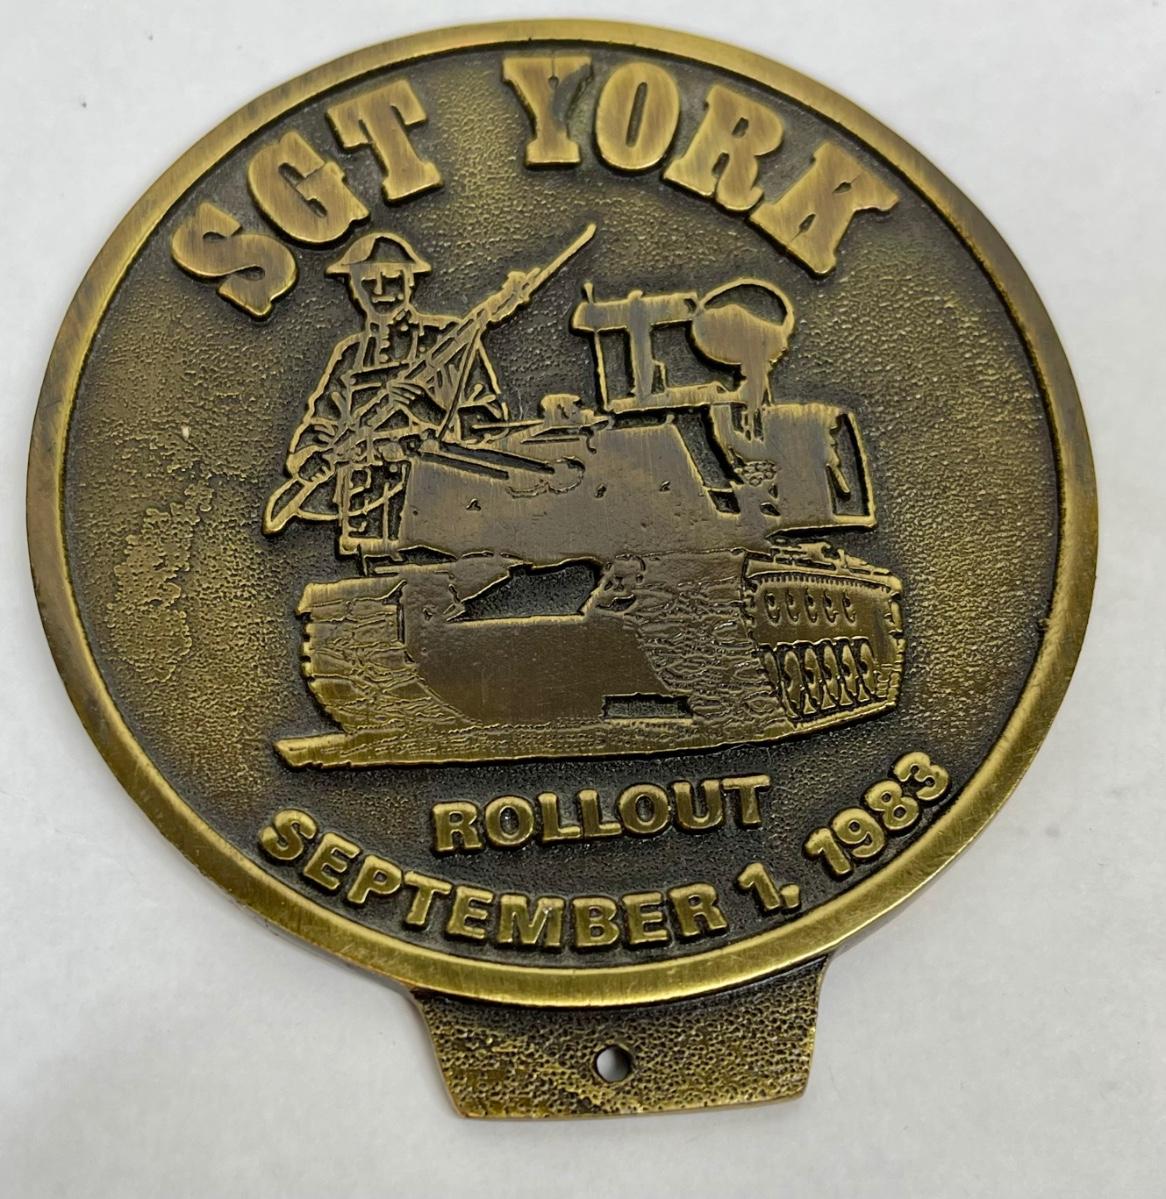 SGT YORK
ROLLOUT
SEPTEMBER 1, 1983